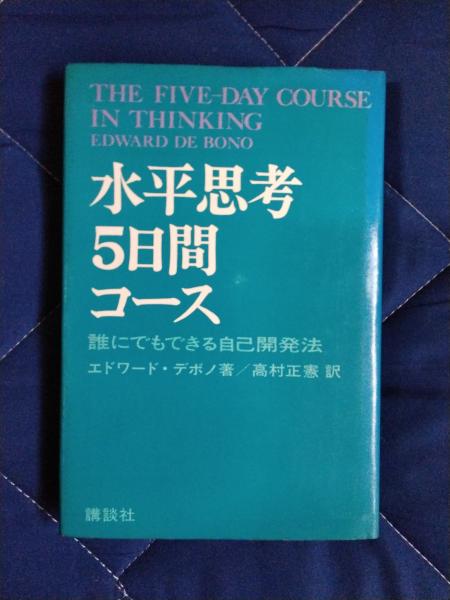 THE FIVE-DAY COURSE
IN THINKING
EDWARD DE BONO
水平思考
5日間
コース
誰にでもできる自己開発法
エドワード・デボノ著／高村正憲 訳
講談社